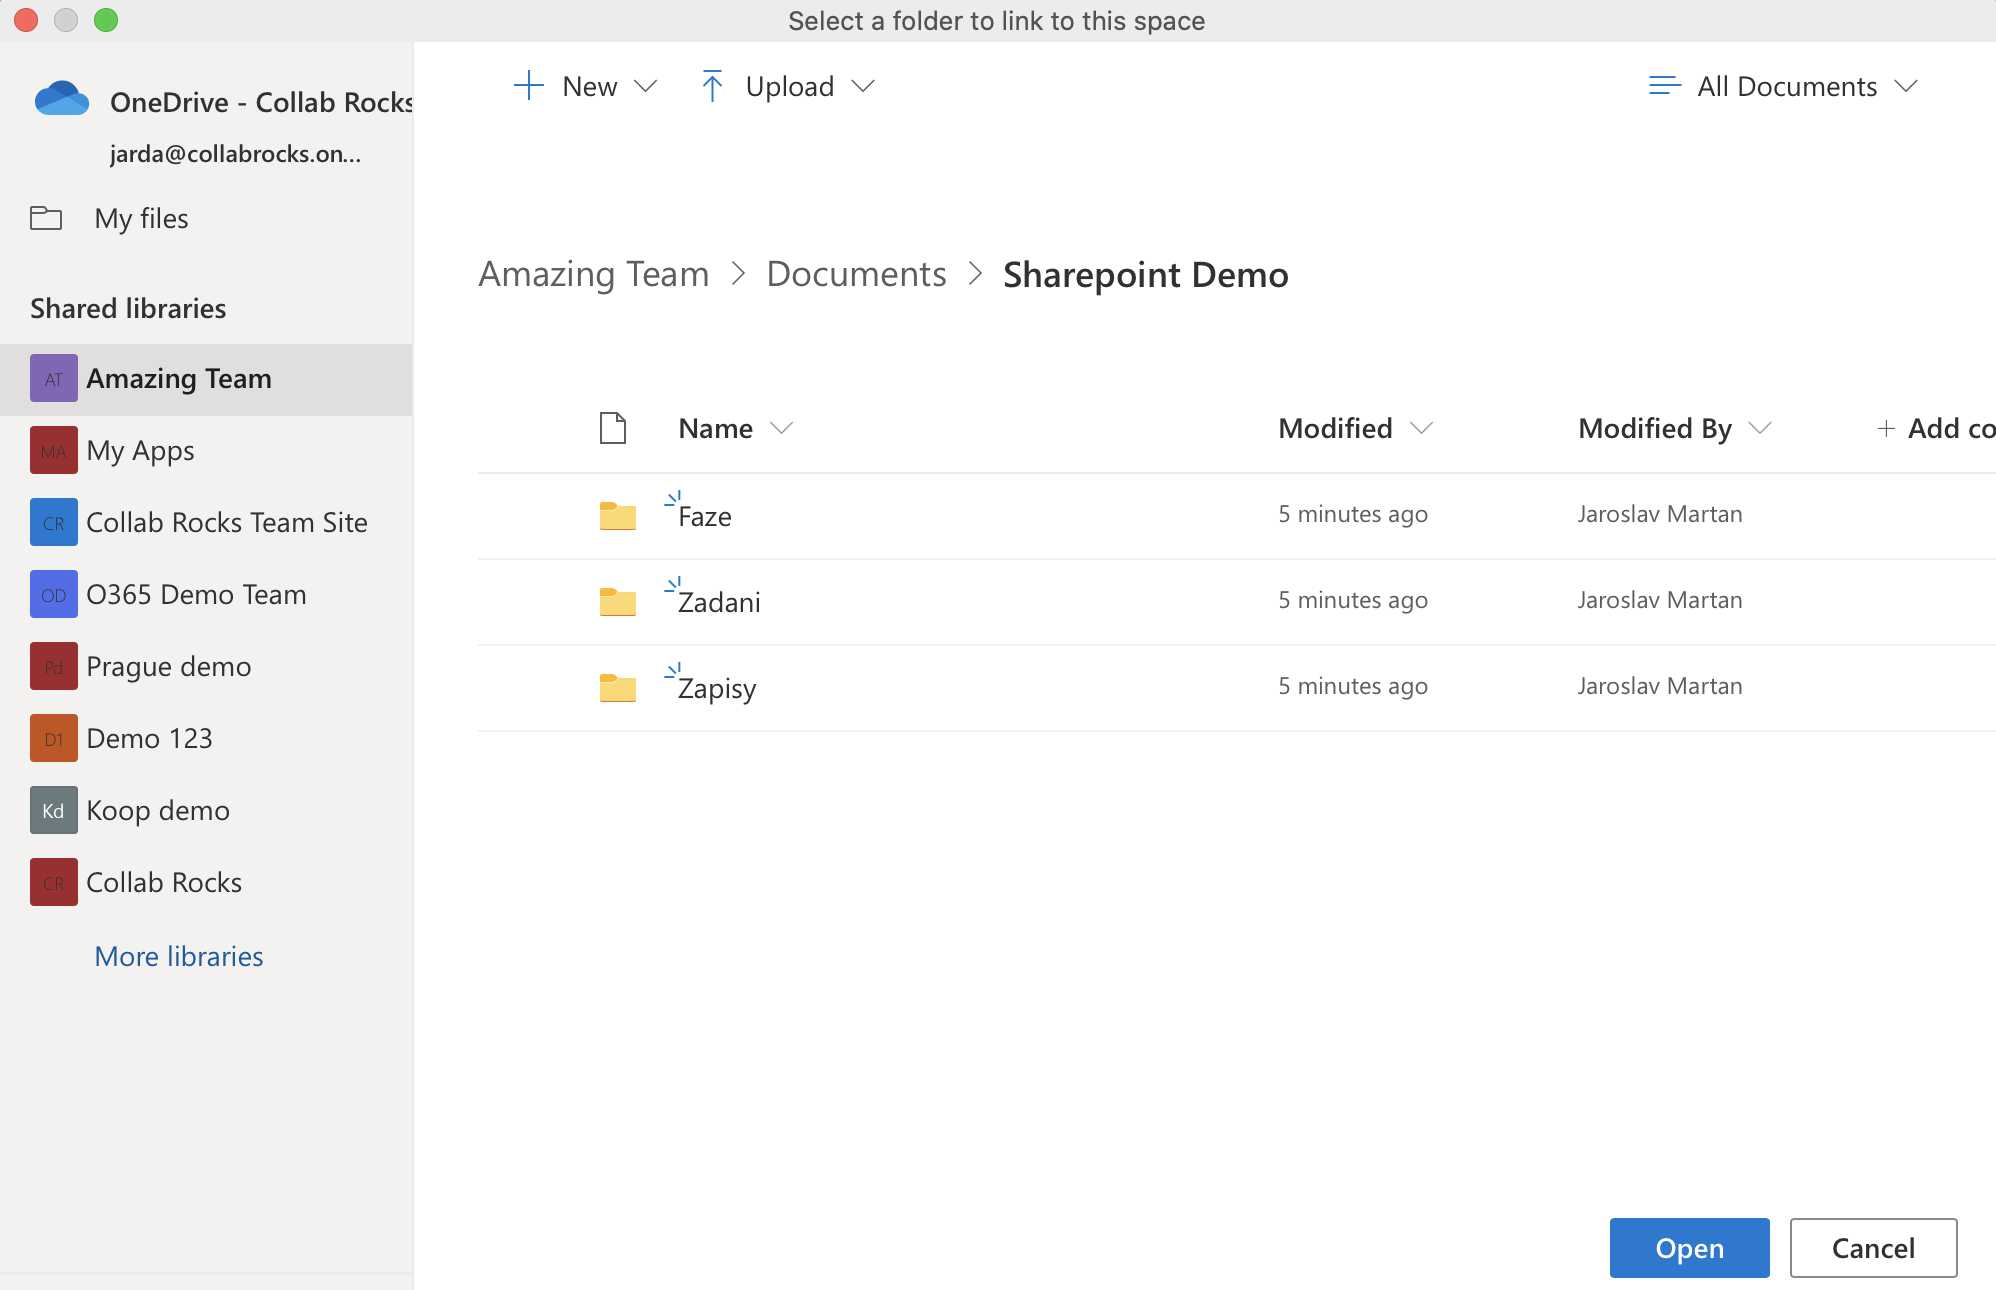 Select a folder to link to this space
OneDrive - Collab Rocks
jarda@collabrocks.on...
My files
Shared libraries
AT Amazing Team
MA My Apps
CR Collab Rocks Team Site
OD O365 Demo Team
Pd Prague demo
D1 Demo 123
Kd Koop demo
CR Collab Rocks
More libraries
New Upload All Documents
Amazing Team > Documents > Sharepoint Demo
Name Modified Modified By + Add co
Faze 5 minutes ago Jaroslav Martan
Zadani 5 minutes ago Jaroslav Martan
Zapisy 5 minutes ago Jaroslav Martan
Open Cancel